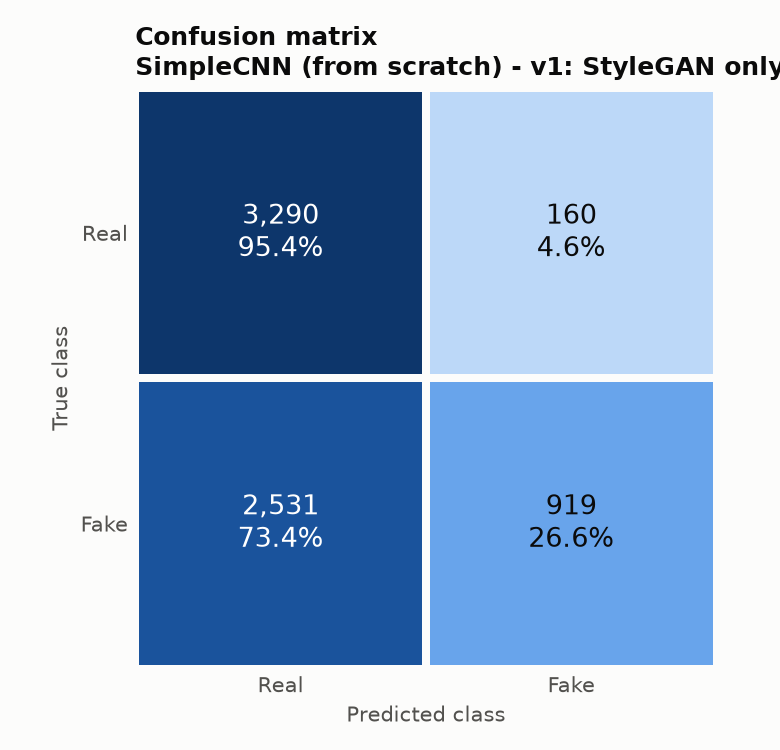 Confusion matrix
SimpleCNN (from scratch) - v1: StyleGAN only
3,290
95.4%
160
4.6%
Real
True class
2,531
73.4%
919
26.6%
Fake
Real
Fake
Predicted class